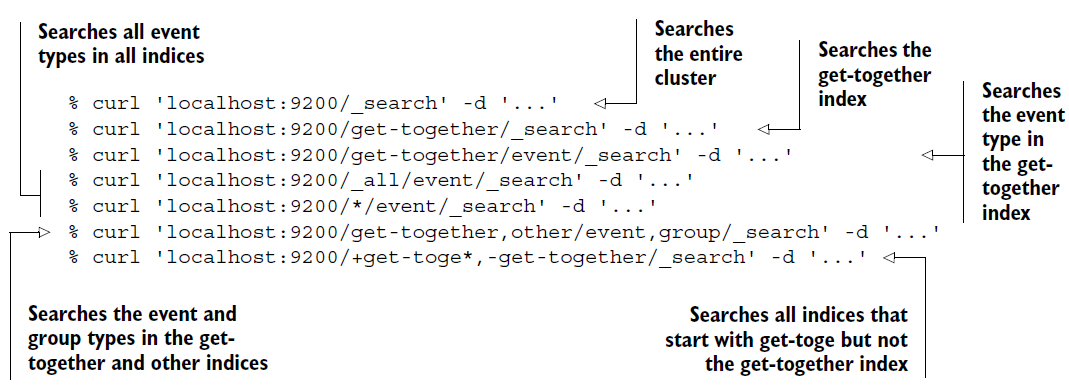 Searches all event
types in all indices
Searches
the entire
cluster
Searches the
get-together
index
Searches
the event
type in
the get-
together
index
% curl 'localhost:9200/_search' -d '...'
% curl 'localhost:9200/get-together/_search' -d '...'
% curl 'localhost:9200/get-together/event/_search' -d '...'
% curl 'localhost:9200/_all/event/_search' -d '...'
% curl 'localhost:9200/*/event/_search' -d '...'
% curl 'localhost:9200/get-together,other/event,group/_search' -d '...'
% curl 'localhost:9200/+get-toge*,-get-together/_search' -d '...'
Searches the event and
group types in the get-
together and other indices
Searches all indices that
start with get-toge but not
the get-together index